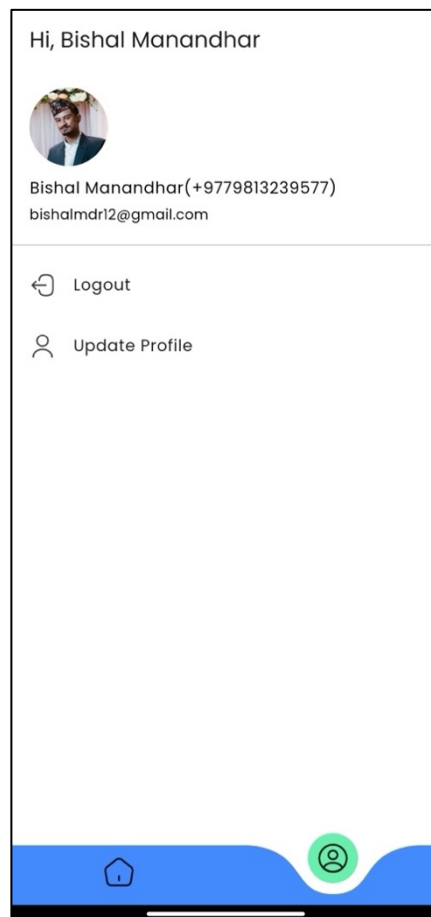 Hi, Bishal Manandhar
Bishal Manandhar(+9779813239577)
bishalmdr12@gmail.com
Logout
Update Profile